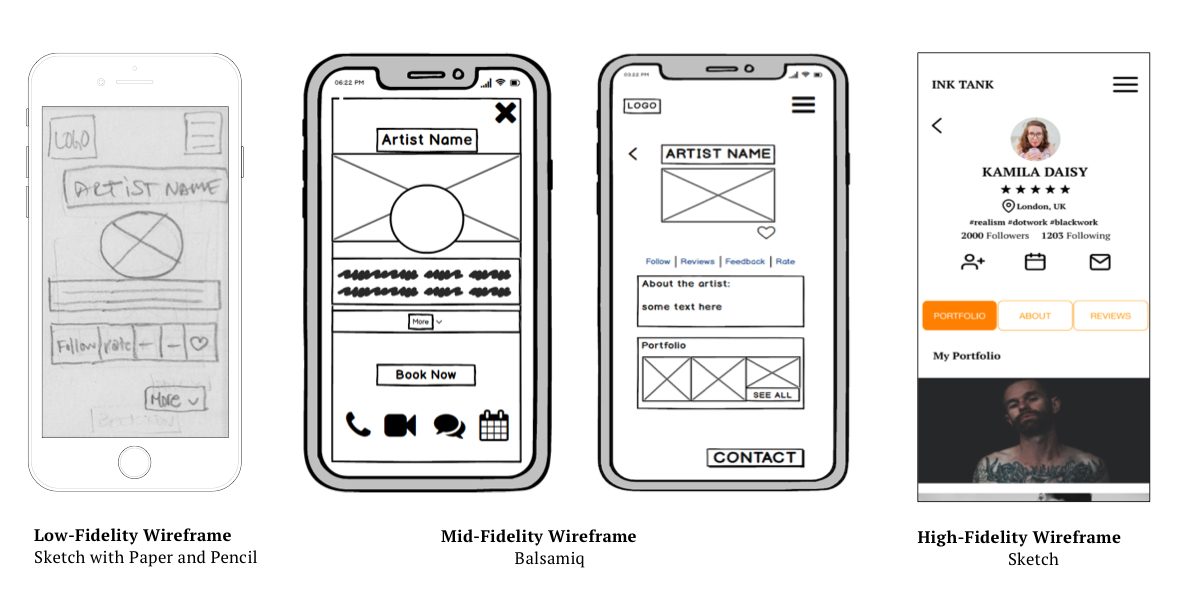 LOGO
ARTIST NAME
Follow rate
More
06:22 PM
Artist Name
More
Book Now
03:22 PM
LOGO
ARTIST NAME
Follow | Reviews | Feedback | Rate
About the artist:
some text here
Portfolio
SEE ALL
CONTACT
INK TANK
KAMILA DAISY
London, UK
#realism #dotwork #blackwork
2000 Followers 1203 Following
PORTFOLIO ABOUT REVIEWS
My Portfolio
Low-Fidelity Wireframe
Sketch with Paper and Pencil
Mid-Fidelity Wireframe
Balsamiq
High-Fidelity Wireframe
Sketch